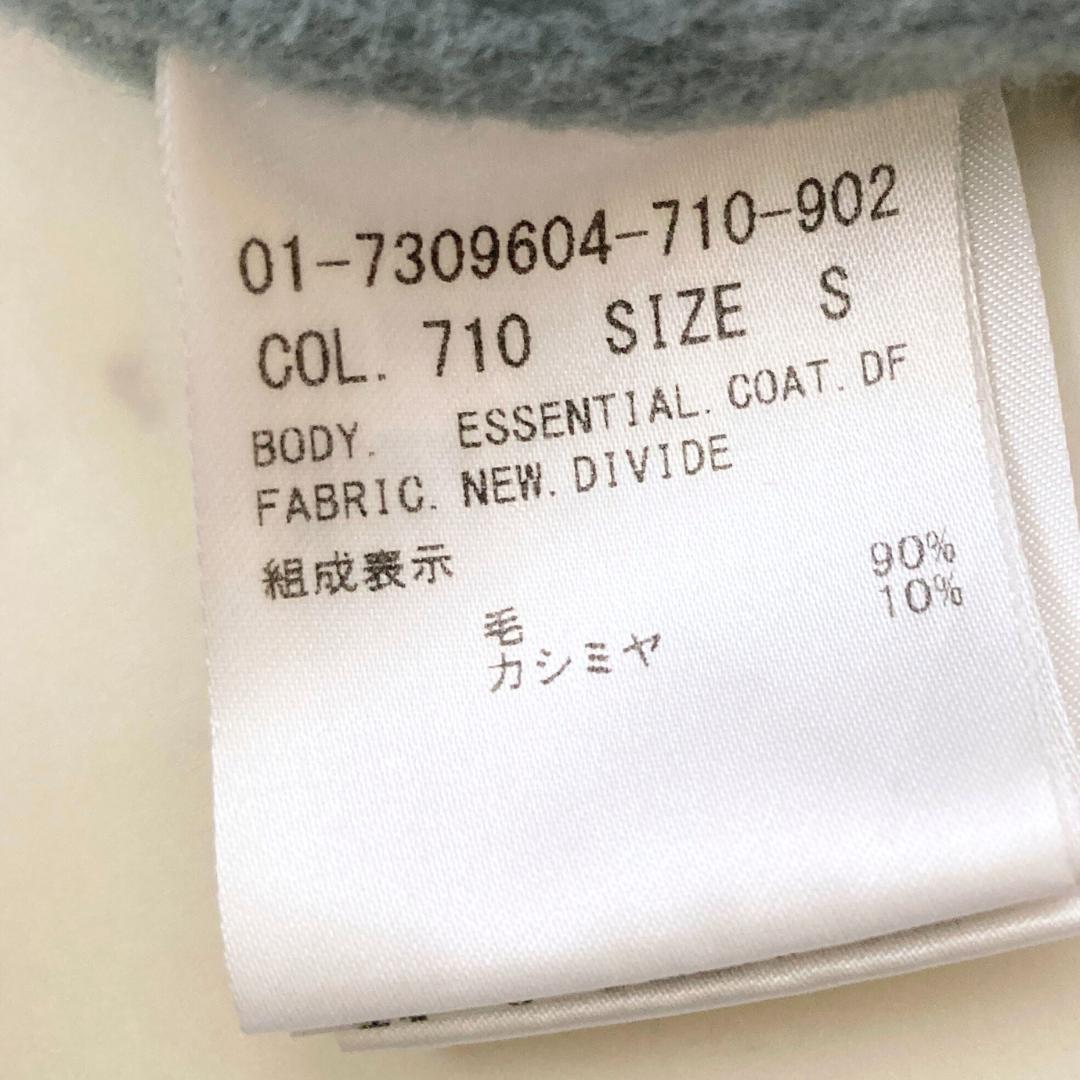 01-7309604-710-902
COL. 710 SIZE S
BODY. ESSENTIAL.COAT.DF
FABRIC. NEW.DIVIDE
組成表示
毛 90%
カシミヤ 10%